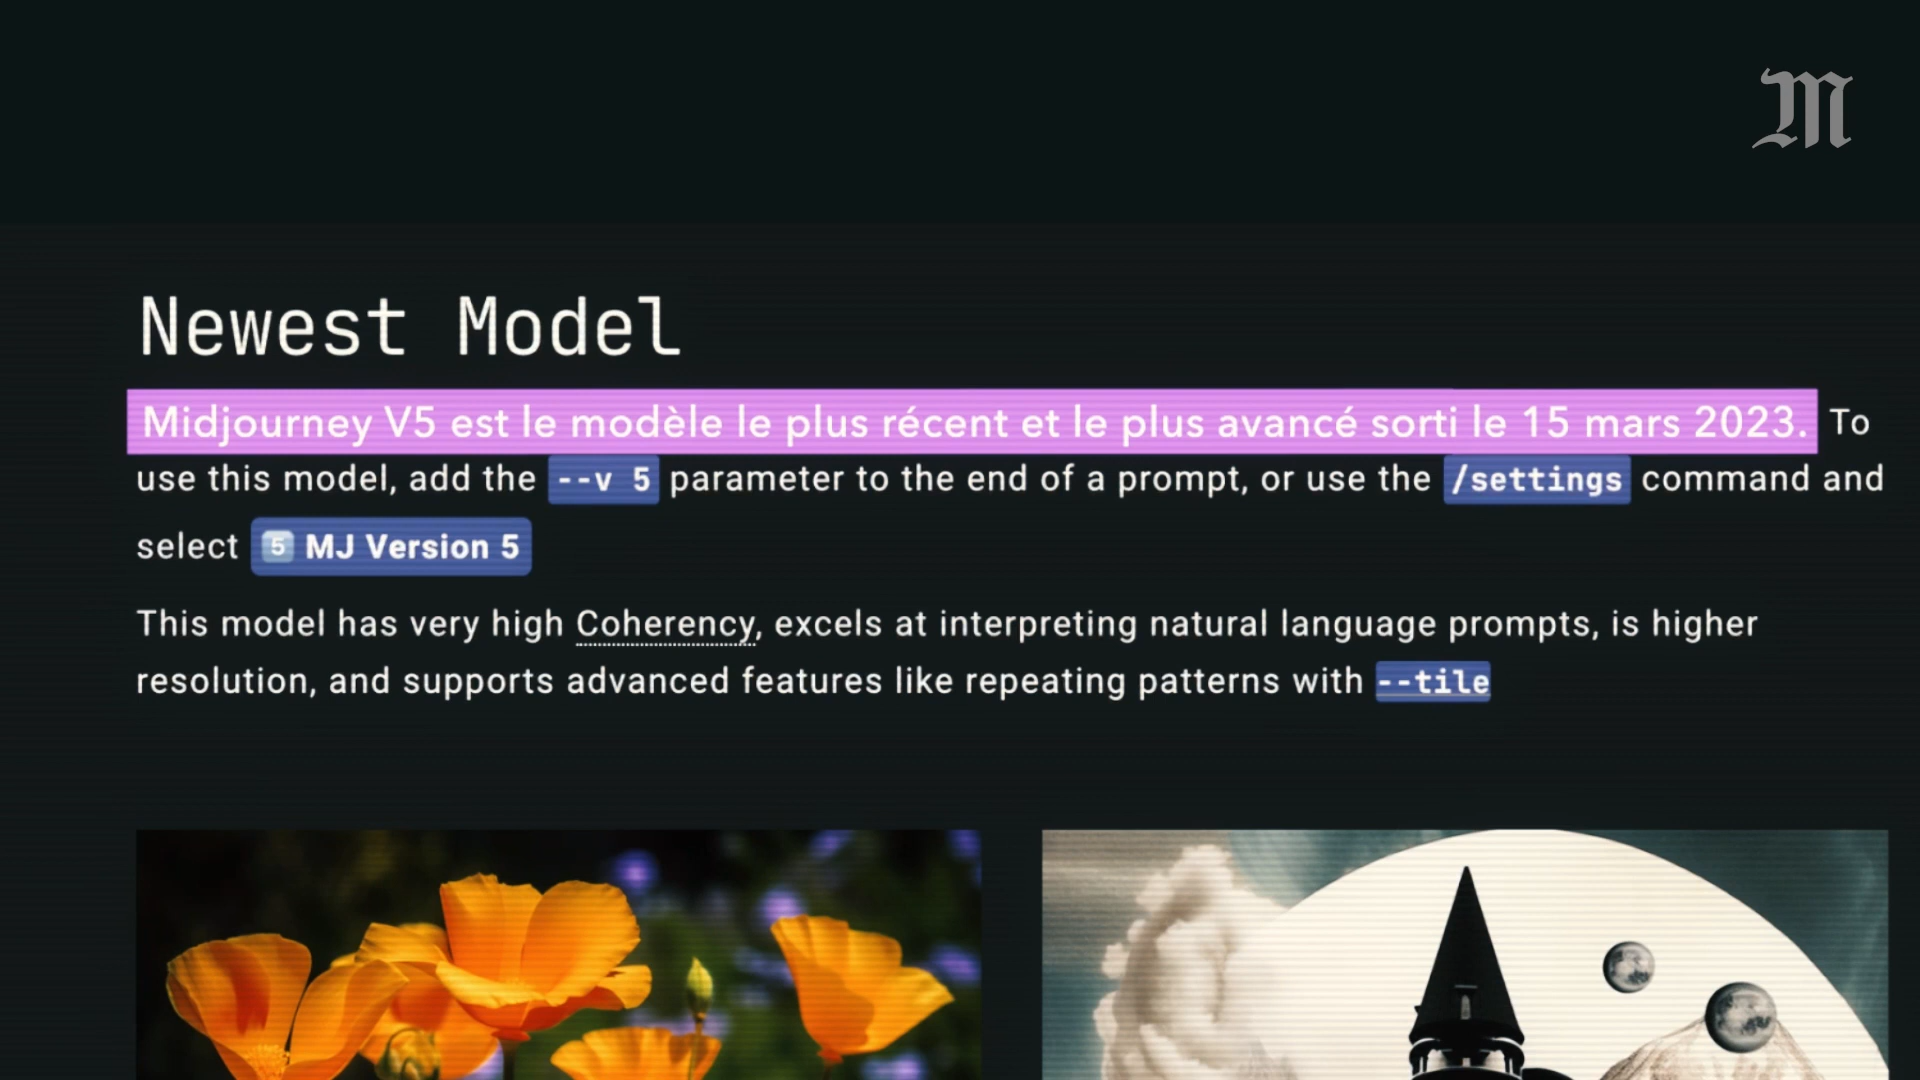 M
Newest Model
Midjourney V5 est le modèle le plus récent et le plus avancé sorti le 15 mars 2023. To
use this model, add the --v 5 parameter to the end of a prompt, or use the /settings command and
select 5 MJ Version 5
This model has very high Coherency, excels at interpreting natural language prompts, is higher
resolution, and supports advanced features like repeating patterns with --tile